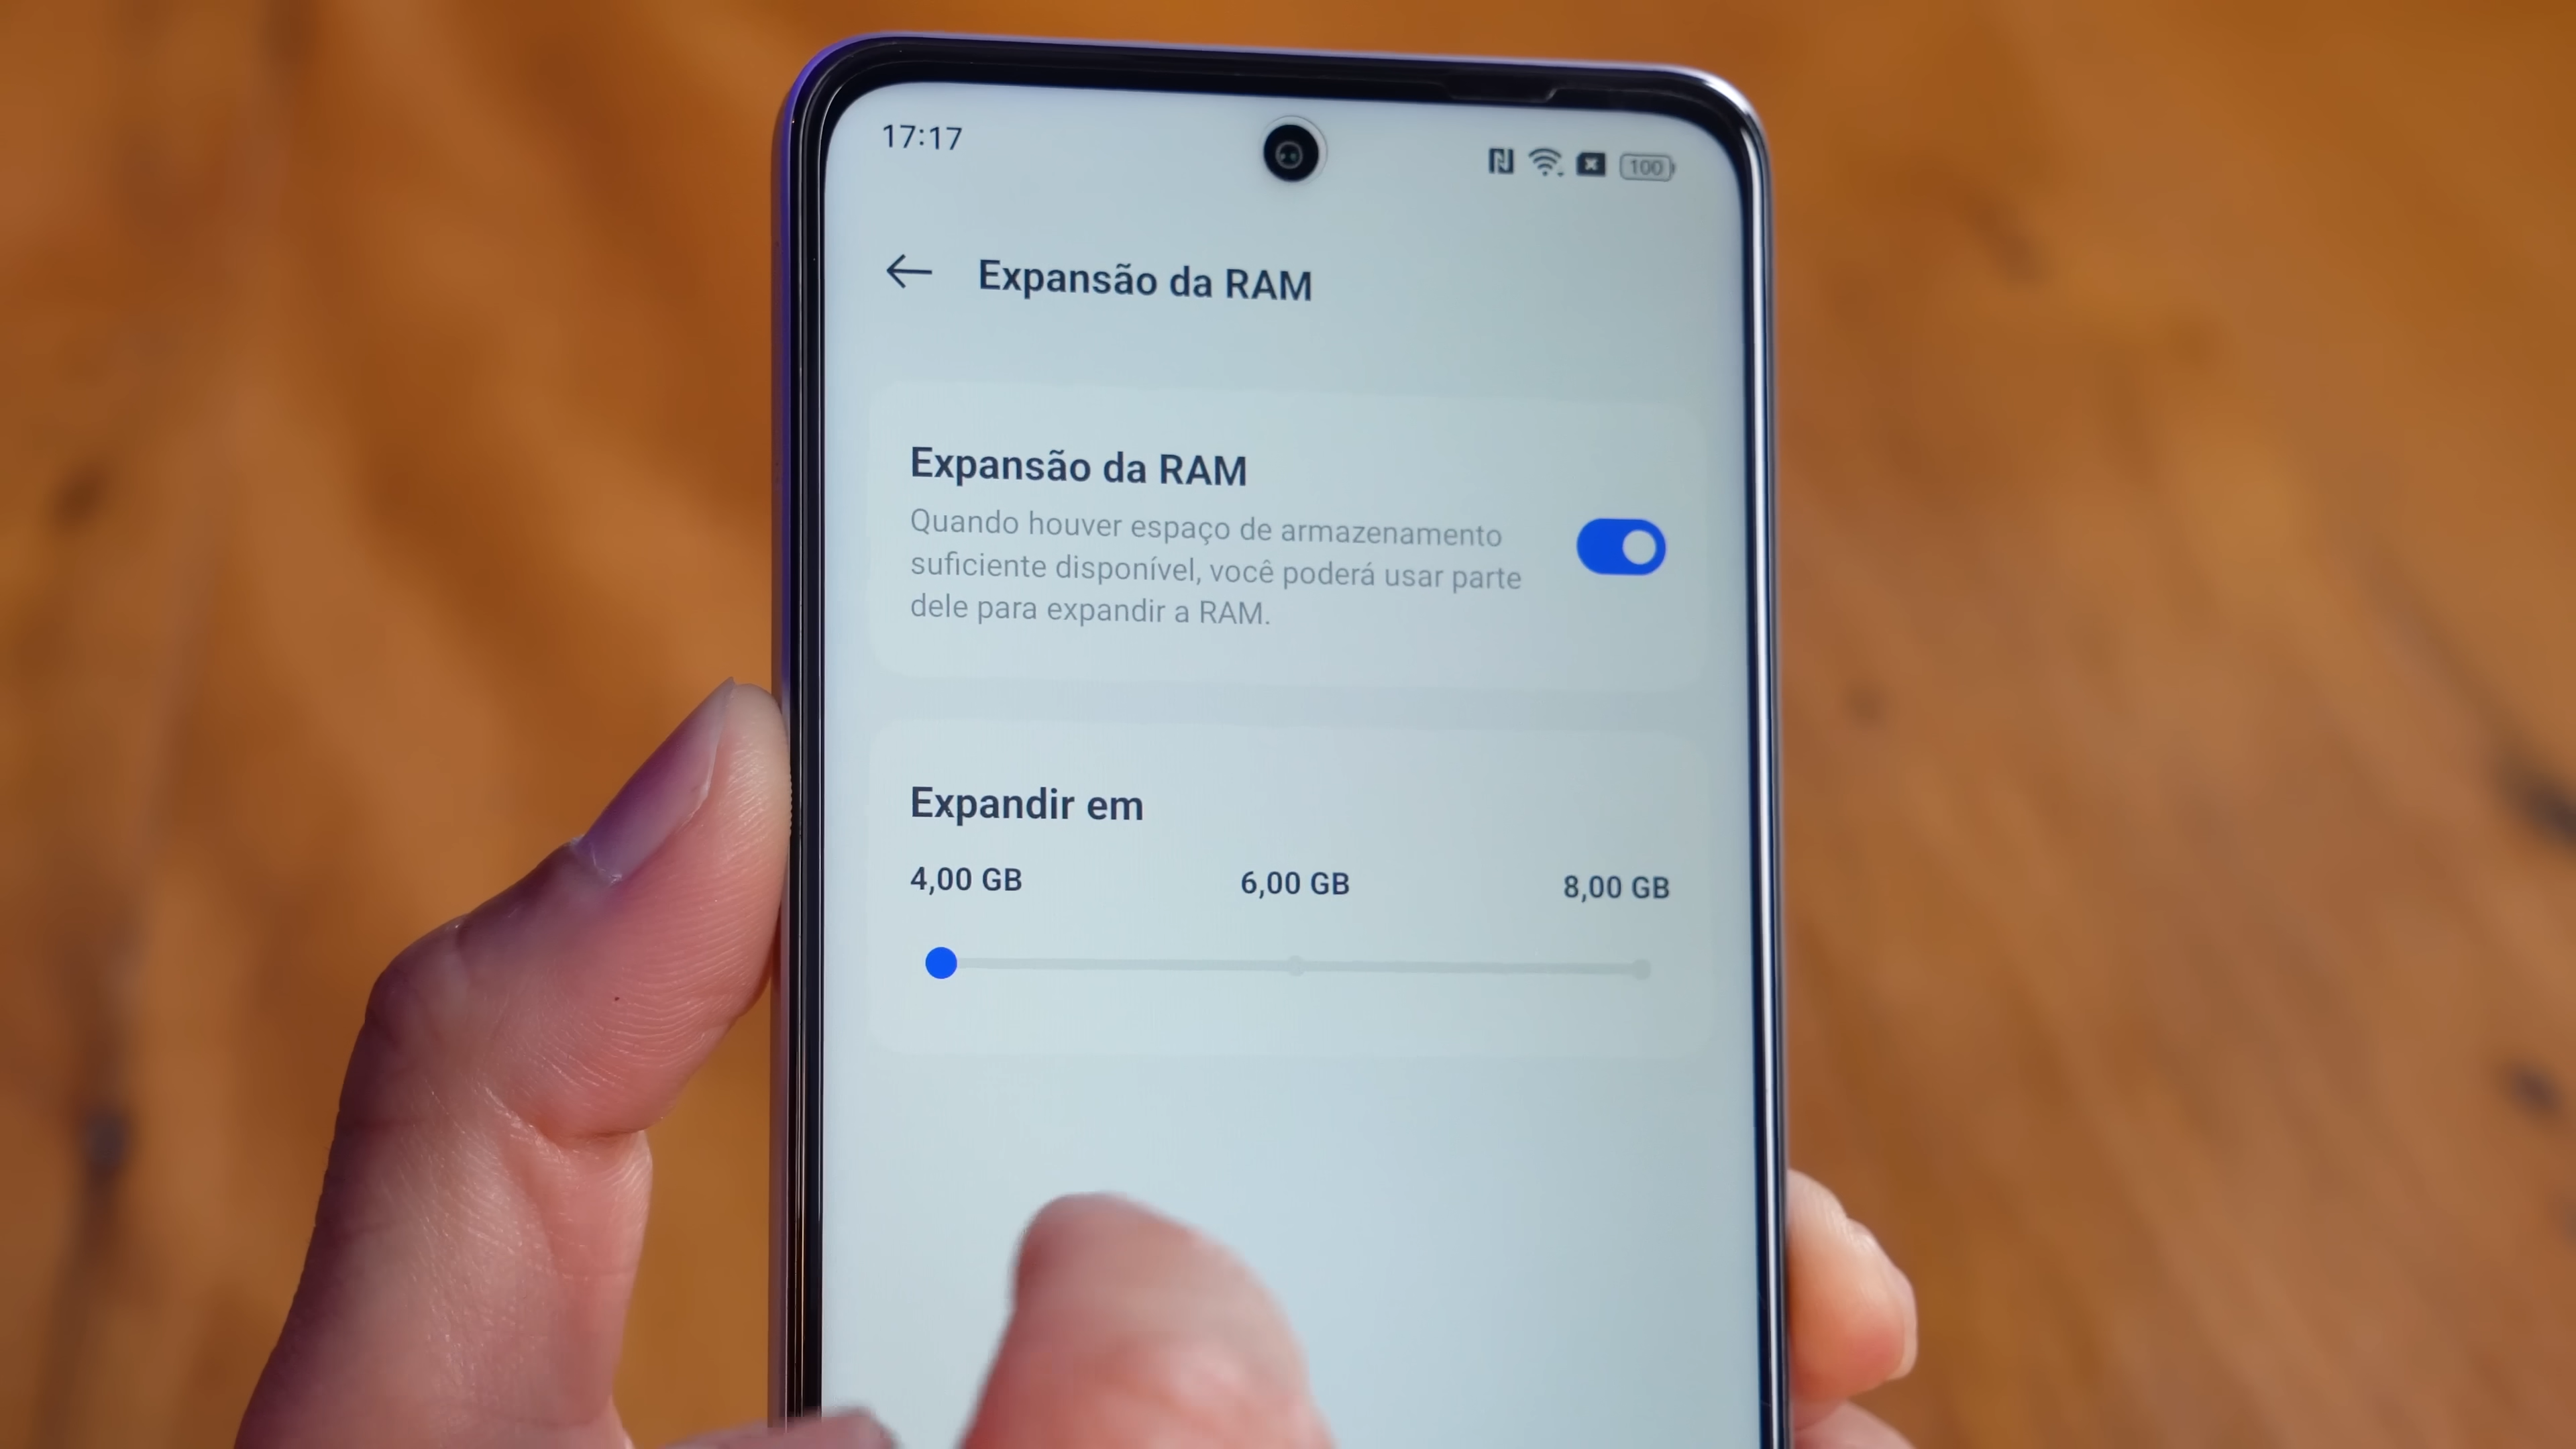 17:17
100
Expansão da RAM
Expansão da RAM
Quando houver espaço de armazenamento
suficiente disponível, você poderá usar parte
dele para expandir a RAM.
Expandir em
4,00 GB 6,00 GB 8,00 GB